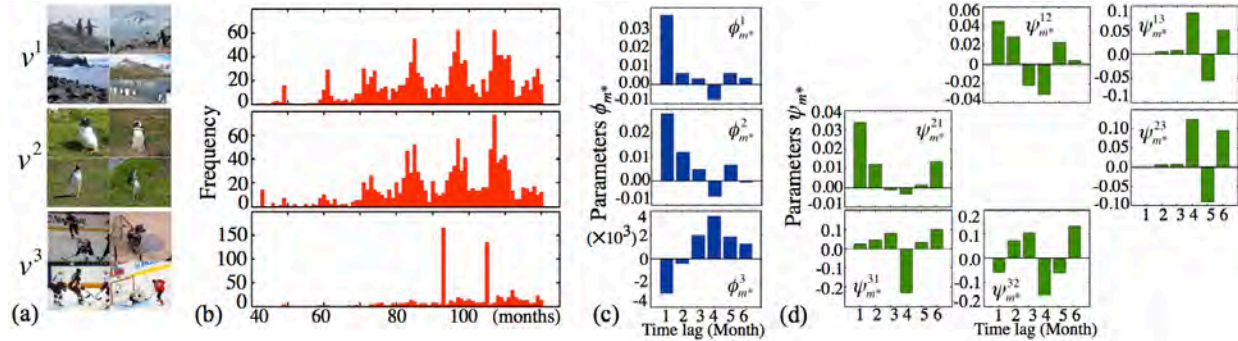 v¹
v²
v³
(a)
Frequency
60
40
20
0
60
40
20
0
150
100
50
0
40 60 80 100 (months)
(b)
Parameters ϕm*
0.03
0.02
0.01
0.00
-0.01
ϕ¹m*
0.02
0.01
0.00
ϕ²m*
(×10³)
4
2
0
-2
-4
ϕ³m*
1 2 3 4 5 6
Time lag (Month)
(c)
Parameters ψm*
0.06
0.04
0.02
0
-0.02
-0.04
ψ¹²m*
0.1
0.05
0
-0.05
-0.1
ψ¹³m*
0.04
0.03
0.02
0.01
0.00
-0.01
ψ²¹m*
0.10
0.05
0.00
-0.05
-0.10
ψ²³m*
1 2 3 4 5 6
0.2
0.1
0.0
-0.1
-0.2
ψ³¹m*
1 2 3 4 5 6
0.2
0.1
0
-0.1
0.2
ψ³²m*
1 2 3 4 5 6
Time lag (Month)
(d)